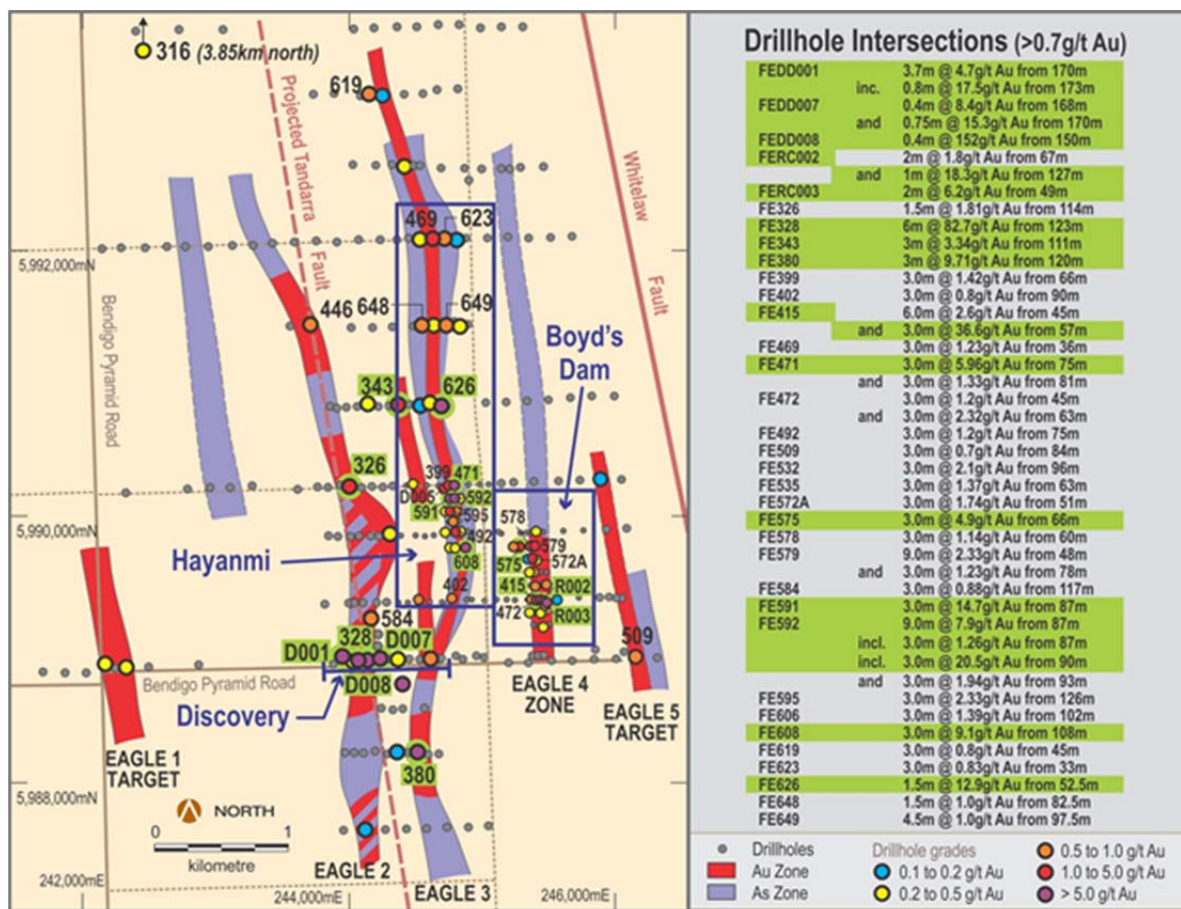 316 (3.85km north)
619
Projected Tandarra
Fault
Whitelaw
Fault
5,992,000mN
Bendigo Pyramid Road
469
623
446
648
649
Boyd's
Dam
343
626
326
399
471
D005
592
591
595
578
492
579
Hayanmi
608
575
572A
415
R002
402
472
R003
5,990,000mN
584
328
D007
509
D001
Bendigo Pyramid Road
D008
Discovery
EAGLE 4
ZONE
EAGLE 5
TARGET
EAGLE 1
TARGET
380
5,988,000mN
NORTH
0 1
kilometre
EAGLE 2
EAGLE 3
242,000mE
244,000mE
246,000mE
Drillhole Intersections (>0.7g/t Au)
FEDD001 3.7m @ 4.7g/t Au from 170m
inc. 0.8m @ 17.5g/t Au from 173m
FEDD007 0.4m @ 8.4g/t Au from 168m
and 0.75m @ 15.3g/t Au from 170m
FEDD008 0.4m @ 152g/t Au from 150m
FERC002 2m @ 1.8g/t Au from 67m
and 1m @ 18.3g/t Au from 127m
FERC003 2m @ 6.2g/t Au from 49m
FE326 1.5m @ 1.81g/t Au from 114m
FE328 6m @ 82.7g/t Au from 123m
FE343 3m @ 3.34g/t Au from 111m
FE380 3m @ 9.71g/t Au from 120m
FE399 3.0m @ 1.42g/t Au from 66m
FE402 3.0m @ 0.8g/t Au from 90m
FE415 6.0m @ 2.6g/t Au from 45m
and 3.0m @ 36.6g/t Au from 57m
FE469 3.0m @ 1.23g/t Au from 36m
FE471 3.0m @ 5.96g/t Au from 75m
and 3.0m @ 1.33g/t Au from 81m
FE472 3.0m @ 1.2g/t Au from 45m
and 3.0m @ 2.32g/t Au from 63m
FE492 3.0m @ 1.2g/t Au from 75m
FE509 3.0m @ 0.7g/t Au from 84m
FE532 3.0m @ 2.1g/t Au from 96m
FE535 3.0m @ 1.37g/t Au from 63m
FE572A 3.0m @ 1.74g/t Au from 51m
FE575 3.0m @ 4.9g/t Au from 66m
FE578 3.0m @ 1.14g/t Au from 60m
FE579 9.0m @ 2.33g/t Au from 48m
and 3.0m @ 1.23g/t Au from 78m
FE584 3.0m @ 0.88g/t Au from 117m
FE591 3.0m @ 14.7g/t Au from 87m
FE592 9.0m @ 7.9g/t Au from 87m
incl. 3.0m @ 1.26g/t Au from 87m
incl. 3.0m @ 20.5g/t Au from 90m
and 3.0m @ 1.94g/t Au from 93m
FE595 3.0m @ 2.33g/t Au from 126m
FE606 3.0m @ 1.39g/t Au from 102m
FE608 3.0m @ 9.1g/t Au from 108m
FE619 3.0m @ 0.8g/t Au from 45m
FE623 3.0m @ 0.83g/t Au from 33m
FE626 1.5m @ 12.9g/t Au from 52.5m
FE648 1.5m @ 1.0g/t Au from 82.5m
FE649 4.5m @ 1.0g/t Au from 97.5m
Drillholes
Au Zone
As Zone
Drillhole grades
0.1 to 0.2 g/t Au
0.2 to 0.5 g/t Au
0.5 to 1.0 g/t Au
1.0 to 5.0 g/t Au
> 5.0 g/t Au